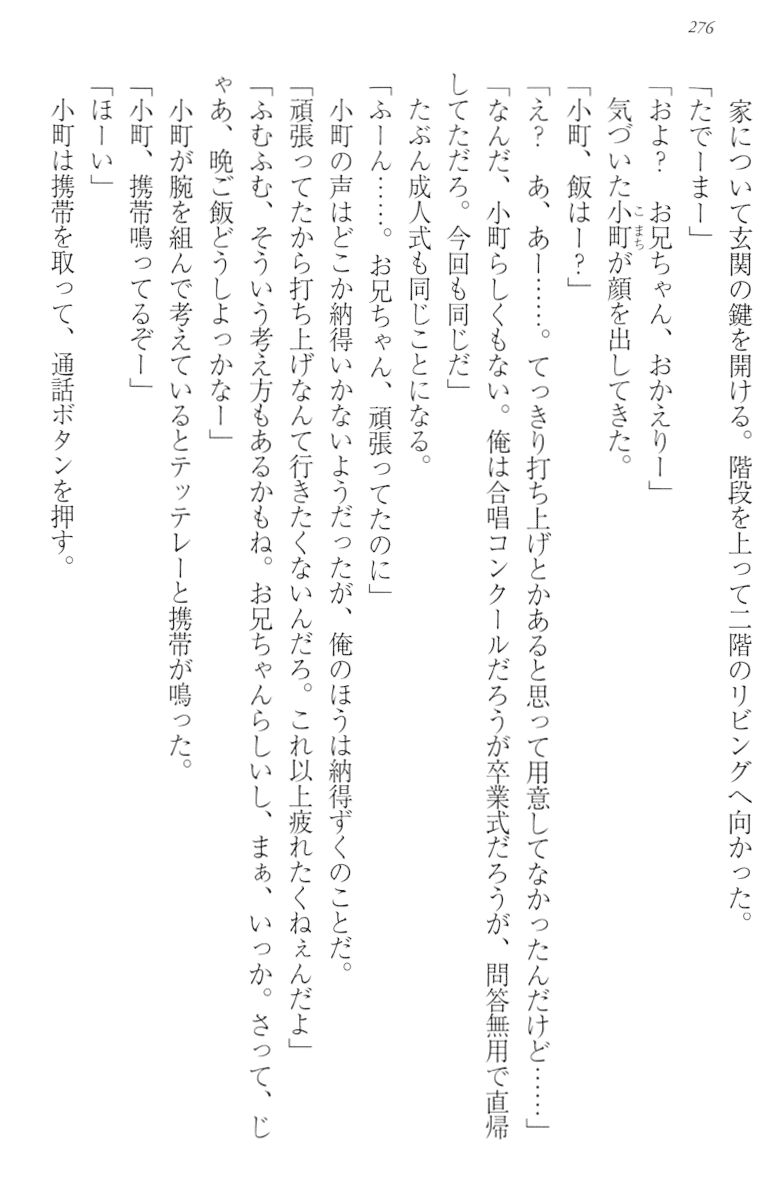 276
家について玄関の鍵を開ける。階段を上って二階のリビングへ向かった。
「たでーまー」
「およ？　お兄ちゃん、おかえりー」
気づいた小町が顔を出してきた。
こまち
「小町、飯はー？」
「え？　あ、あー……。てっきり打ち上げとかあると思って用意してなかったんだけど……」
「なんだ、小町らしくもない。俺は合唱コンクールだろうが卒業式だろうが、問答無用で直帰
してただろ。今回も同じだ」
たぶん成人式も同じことになる。
「ふーん……。お兄ちゃん、頑張ってたのに」
小町の声はどこか納得いかないようだったが、俺のほうは納得ずくのことだ。
「頑張ってたから打ち上げなんて行きたくないんだろ。これ以上疲れたくねぇんだよ」
「ふむふむ、そういう考え方もあるかもね。お兄ちゃんらしいし、まぁ、いっか。さって、じ
ゃあ、晩ご飯どうしよっかなー」
小町が腕を組んで考えているとテッテレーと携帯が鳴った。
「小町、携帯鳴ってるぞー」
「ほーい」
小町は携帯を取って、通話ボタンを押す。